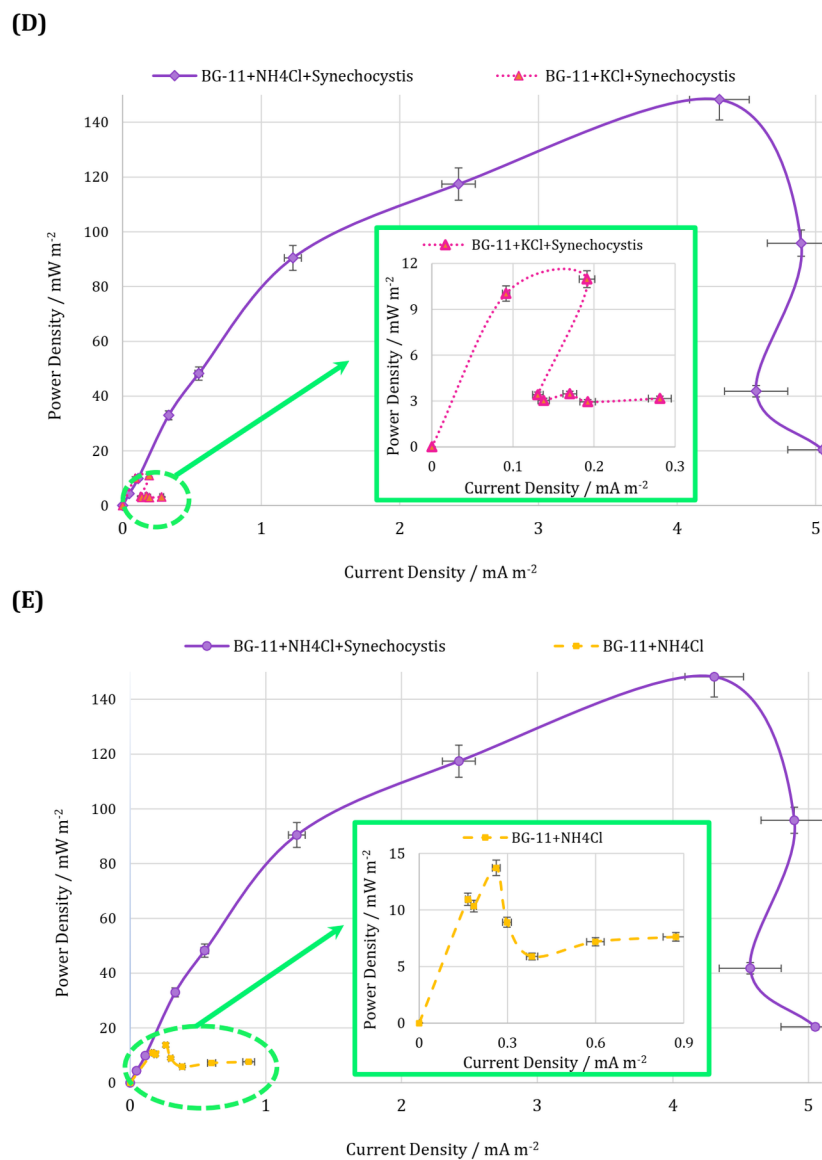 (D)
BG-11+NH4Cl+Synechocystis BG-11+KCl+Synechocystis
140
120
100
80
60
40
20
0
Power Density / mW m-2
0 1 2 3 4 5
Current Density / mA m-2
BG-11+KCl+Synechocystis
12
9
6
3
0
Power Density / mW m-2
0 0.1 0.2 0.3
Current Density / mA m-2
(E)
BG-11+NH4Cl+Synechocystis BG-11+NH4Cl
140
120
100
80
60
40
20
0
Power Density / mW m-2
0 1 2 3 4 5
Current Density / mA m-2
BG-11+NH4Cl
15
10
5
0
Power Density / mW m-2
0 0.3 0.6 0.9
Current Density / mA m-2